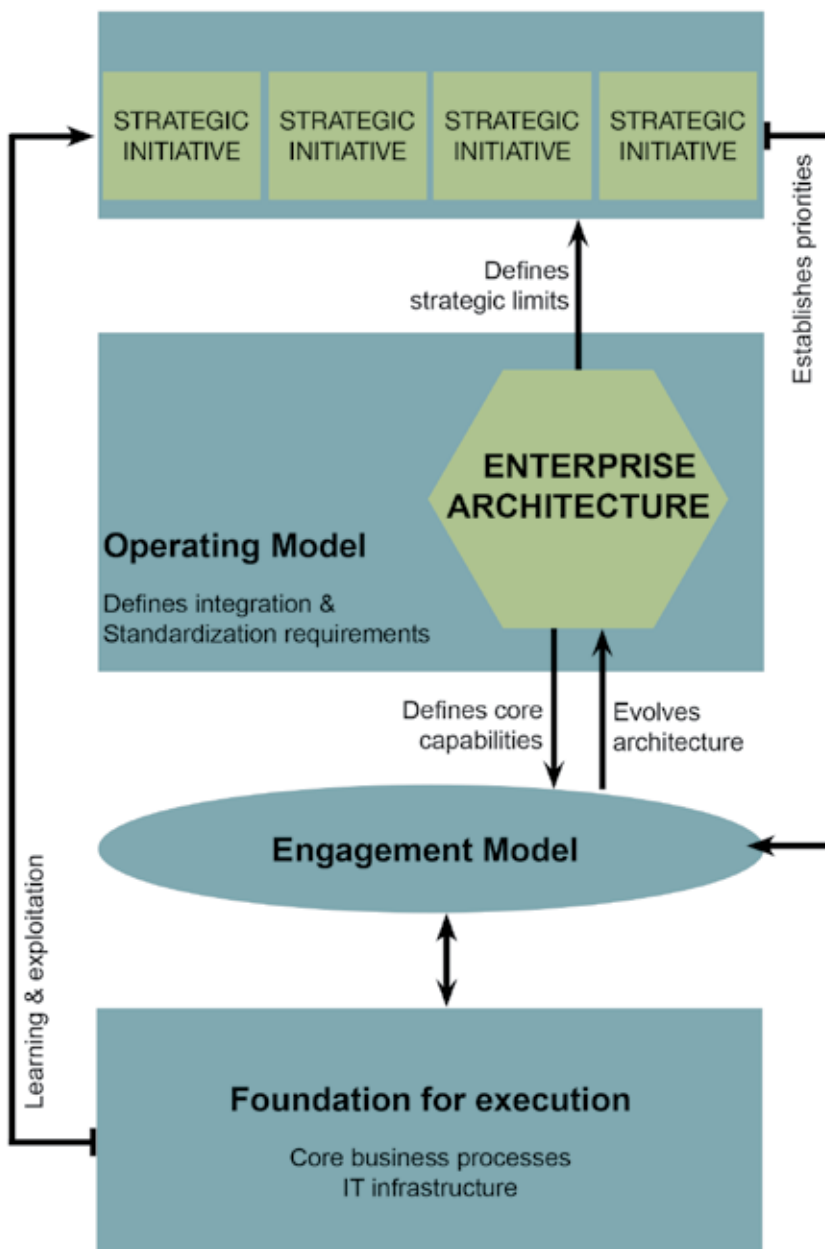 STRATEGIC
INITIATIVE
STRATEGIC
INITIATIVE
STRATEGIC
INITIATIVE
STRATEGIC
INITIATIVE
Establishes priorities
Defines
strategic limits
ENTERPRISE
ARCHITECTURE
Operating Model
Defines integration &
Standardization requirements
Defines core
capabilities
Evolves
architecture
Engagement Model
Learning & exploitation
Foundation for execution
Core business processes
IT infrastructure